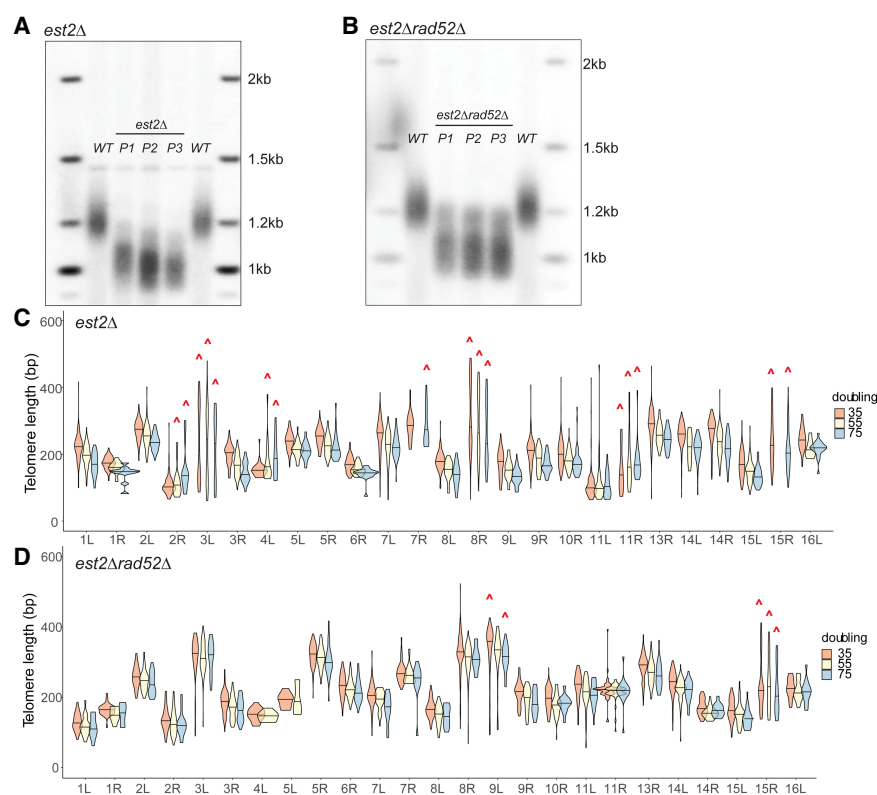 A
est2Δ
2kb
est2Δ
WT P1 P2 P3 WT
1.5kb
1.2kb
1kb
B
est2Δrad52Δ
2kb
est2Δrad52Δ
WT P1 P2 P3 WT
1.5kb
1.2kb
1kb
C
est2Δ
Telomere length (bp)
600
400
200
0
^ ^ ^ ^ ^ ^ ^ ^ ^ ^ ^ ^ ^ ^ ^ ^
doubling
35
55
75
1L 1R 2L 2R 3L 3R 4L 5L 5R 6R 7L 7R 8L 8R 9L 9R 10R 11L 11R 13R 14L 14R 15L 15R 16L
D
est2Δrad52Δ
Telomere length (bp)
600
400
200
0
^ ^ ^ ^ ^
doubling
35
55
75
1L 1R 2L 2R 3L 3R 4L 5L 5R 6R 7L 7R 8L 8R 9L 9R 10R 11L 11R 13R 14L 14R 15L 15R 16L